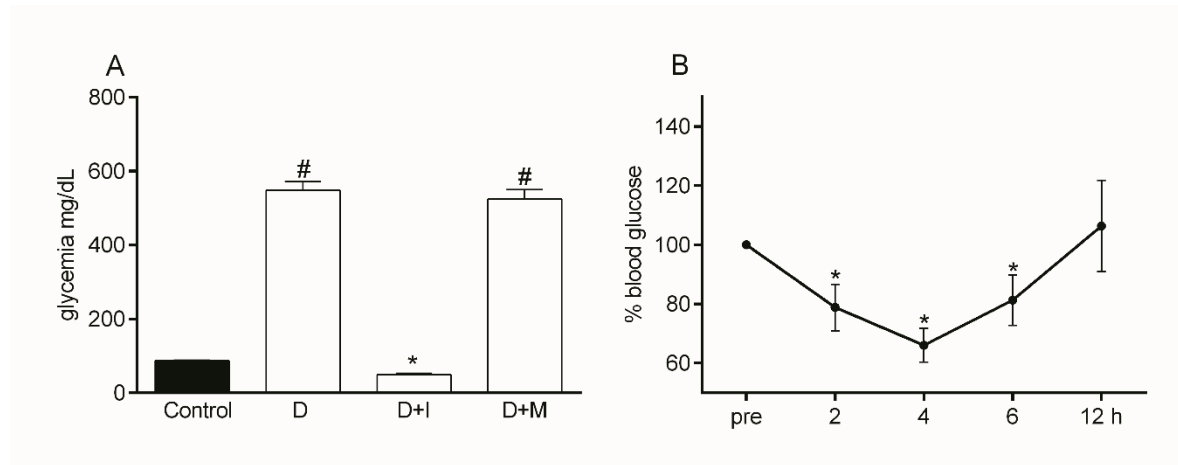 A
glycemia mg/dL
800
600
400
200
0
#
#
*
Control D D+I D+M
B
% blood glucose
140
120
100
80
60
*
*
*
pre 2 4 6 12 h